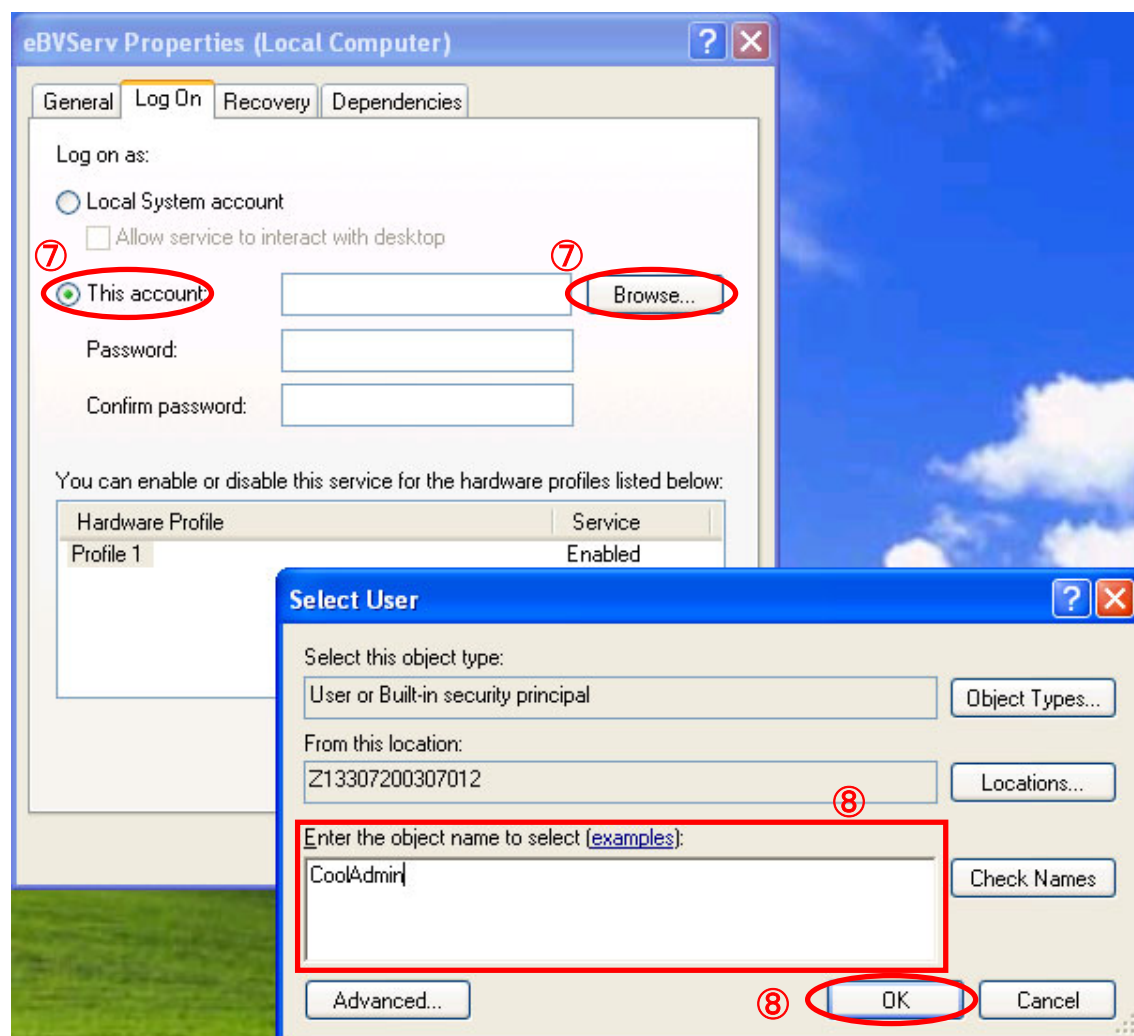 eBVServ Properties (Local Computer)
General Log On Recovery Dependencies
Log on as:
Local System account
Allow service to interact with desktop
⑦ ⑦
This account: Browse...
Password:
Confirm password:
You can enable or disable this service for the hardware profiles listed below:
Hardware Profile Service
Profile 1 Enabled
Select User
Select this object type:
User or Built-in security principal Object Types...
From this location:
Z13307200307012 Locations...
⑧
Enter the object name to select (examples):
CoolAdmin Check Names
Advanced... ⑧ OK Cancel